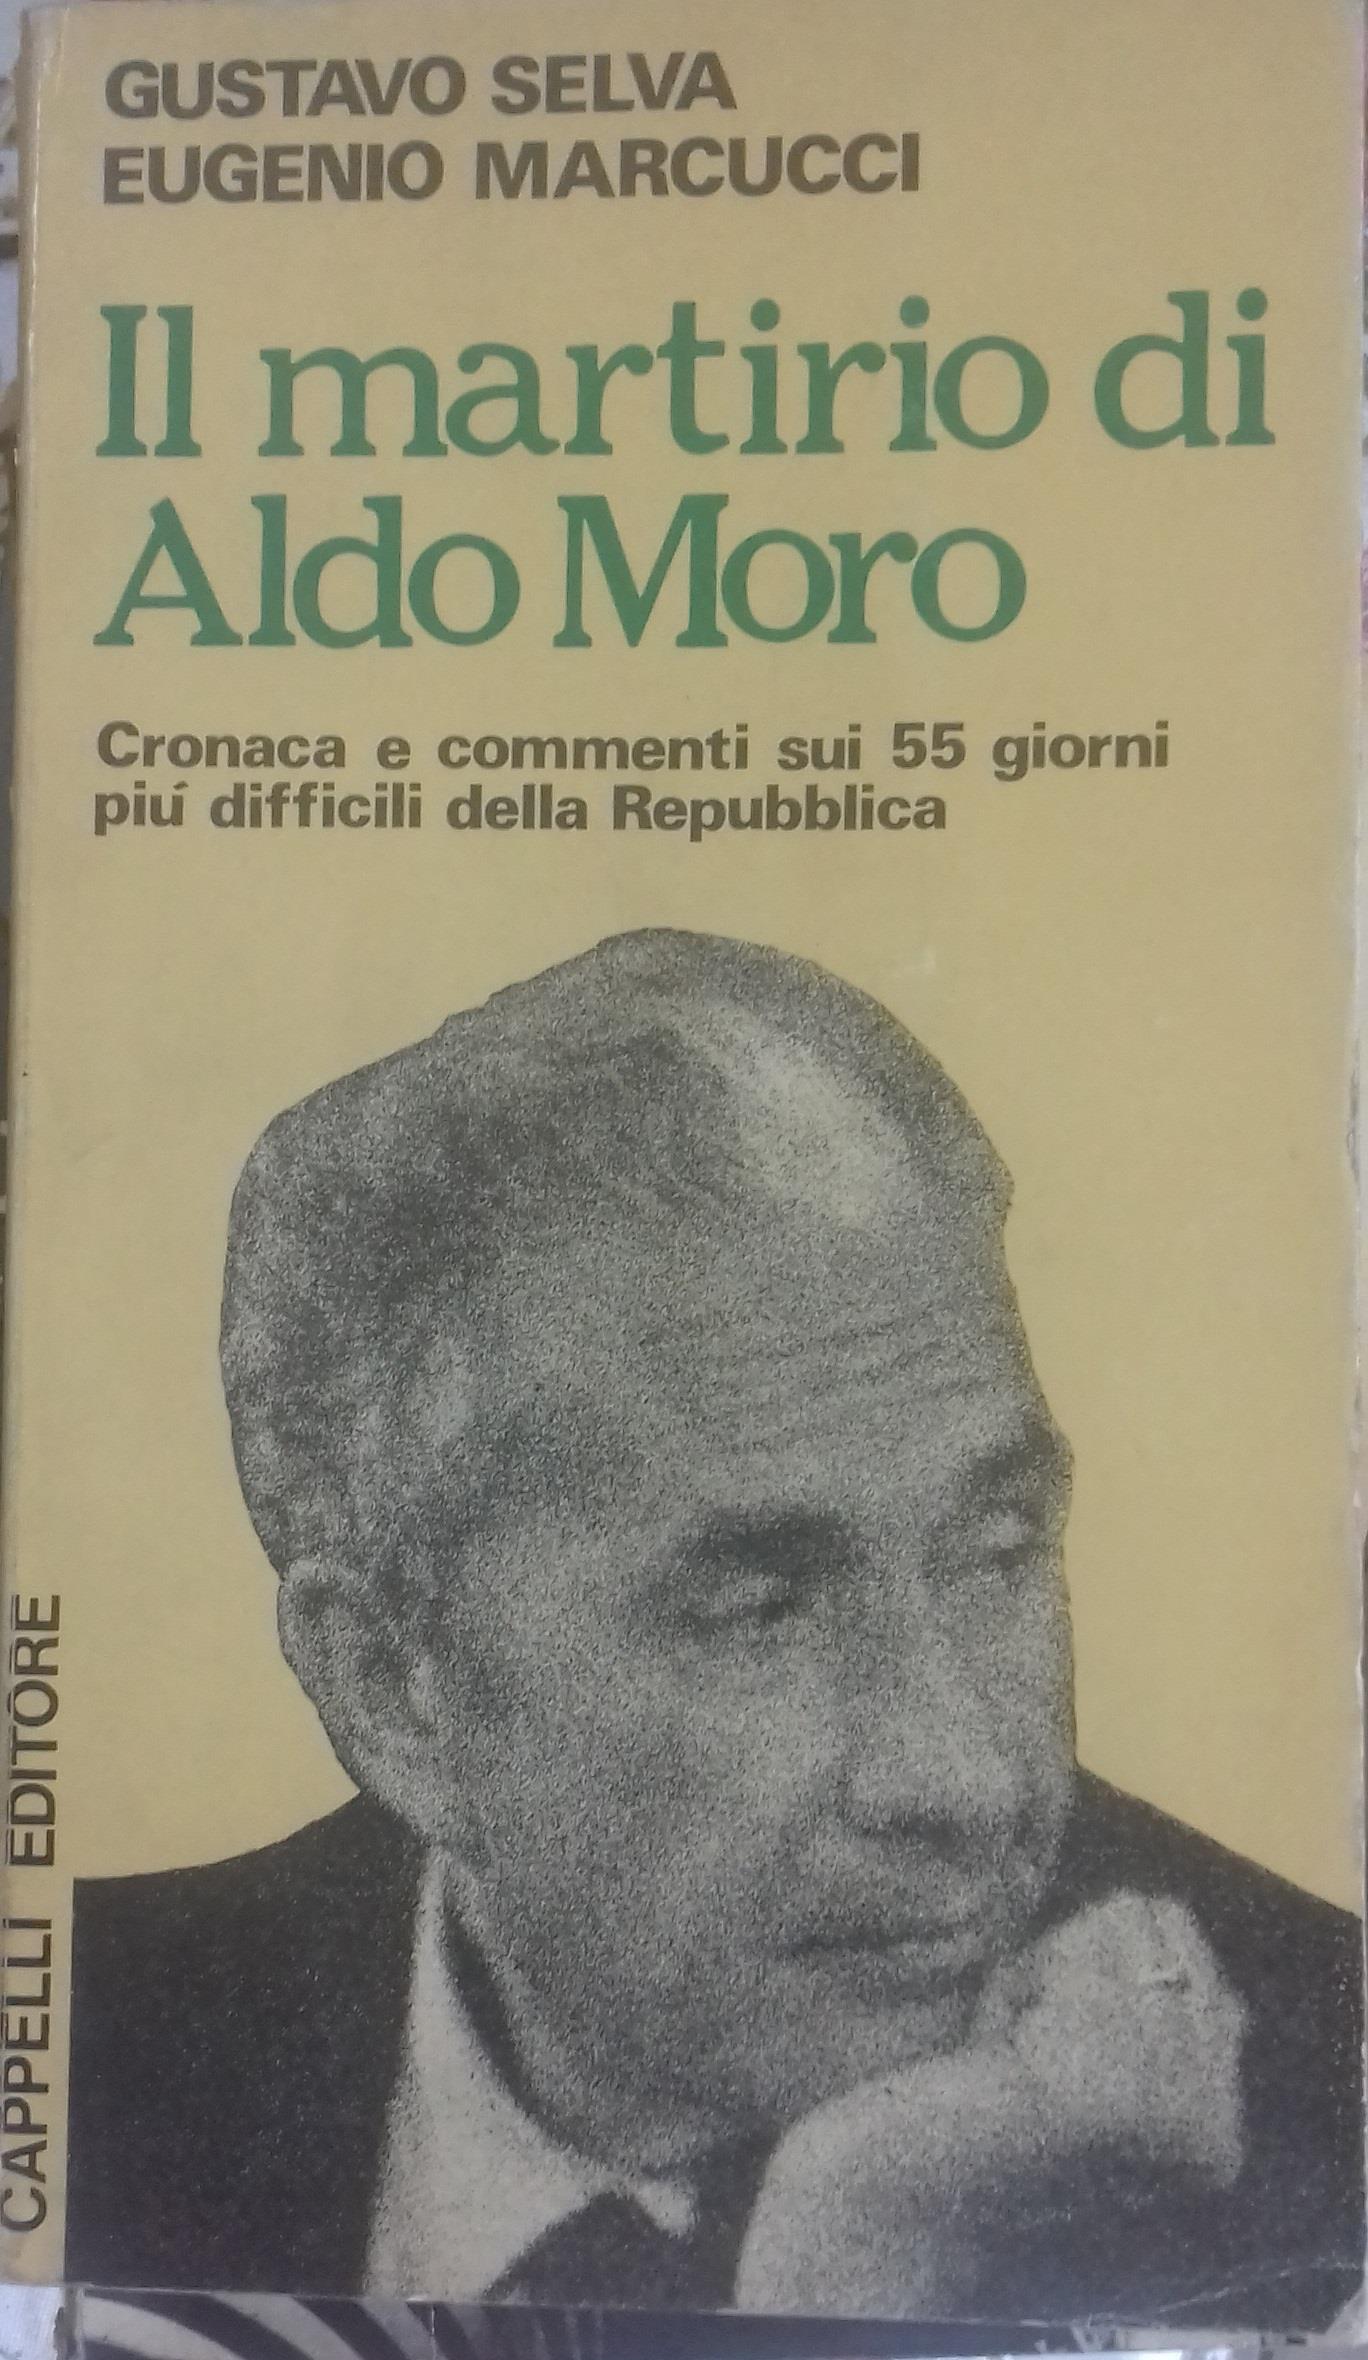 GUSTAVO SELVA
EUGENIO MARCUCCI
Il martirio di
Aldo Moro
Cronaca e commenti sui 55 giorni
piú difficili della Repubblica
CAPPELLI EDITORE